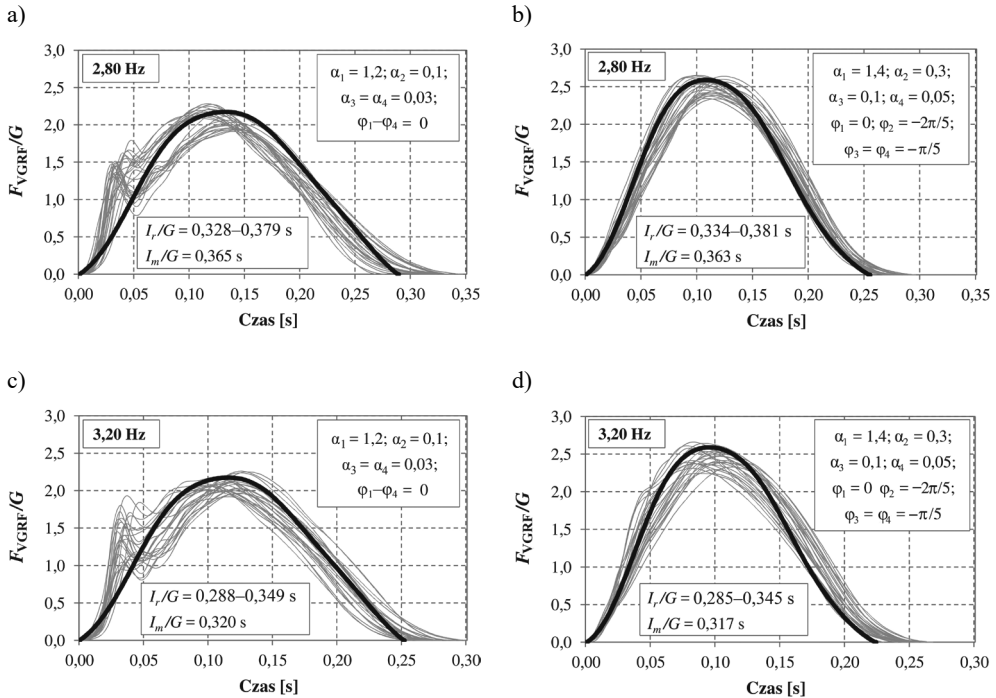 a)
2,80 Hz
α₁ = 1,2; α₂ = 0,1;
α₃ = α₄ = 0,03;
φ₁–φ₄ = 0
Iᵣ/G = 0,328–0,379 s
Iₘ/G = 0,365 s
F_VGRF/G
3,0
2,5
2,0
1,5
1,0
0,5
0,0
0,00 0,05 0,10 0,15 0,20 0,25 0,30 0,35
Czas [s]
b)
2,80 Hz
α₁ = 1,4; α₂ = 0,3;
α₃ = 0,1; α₄ = 0,05;
φ₁ = 0; φ₂ = −2π/5;
φ₃ = φ₄ = −π/5
Iᵣ/G = 0,334–0,381 s
Iₘ/G = 0,363 s
F_VGRF/G
3,0
2,5
2,0
1,5
1,0
0,5
0,0
0,00 0,05 0,10 0,15 0,20 0,25 0,30 0,35
Czas [s]
c)
3,20 Hz
α₁ = 1,2; α₂ = 0,1;
α₃ = α₄ = 0,03;
φ₁–φ₄ = 0
Iᵣ/G = 0,288–0,349 s
Iₘ/G = 0,320 s
F_VGRF/G
3,0
2,5
2,0
1,5
1,0
0,5
0,0
0,00 0,05 0,10 0,15 0,20 0,25 0,30
Czas [s]
d)
3,20 Hz
α₁ = 1,4; α₂ = 0,3;
α₃ = 0,1; α₄ = 0,05;
φ₁ = 0 φ₂ = −2π/5;
φ₃ = φ₄ = −π/5
Iᵣ/G = 0,285–0,345 s
Iₘ/G = 0,317 s
F_VGRF/G
3,0
2,5
2,0
1,5
1,0
0,5
0,0
0,00 0,05 0,10 0,15 0,20 0,25 0,30
Czas [s]